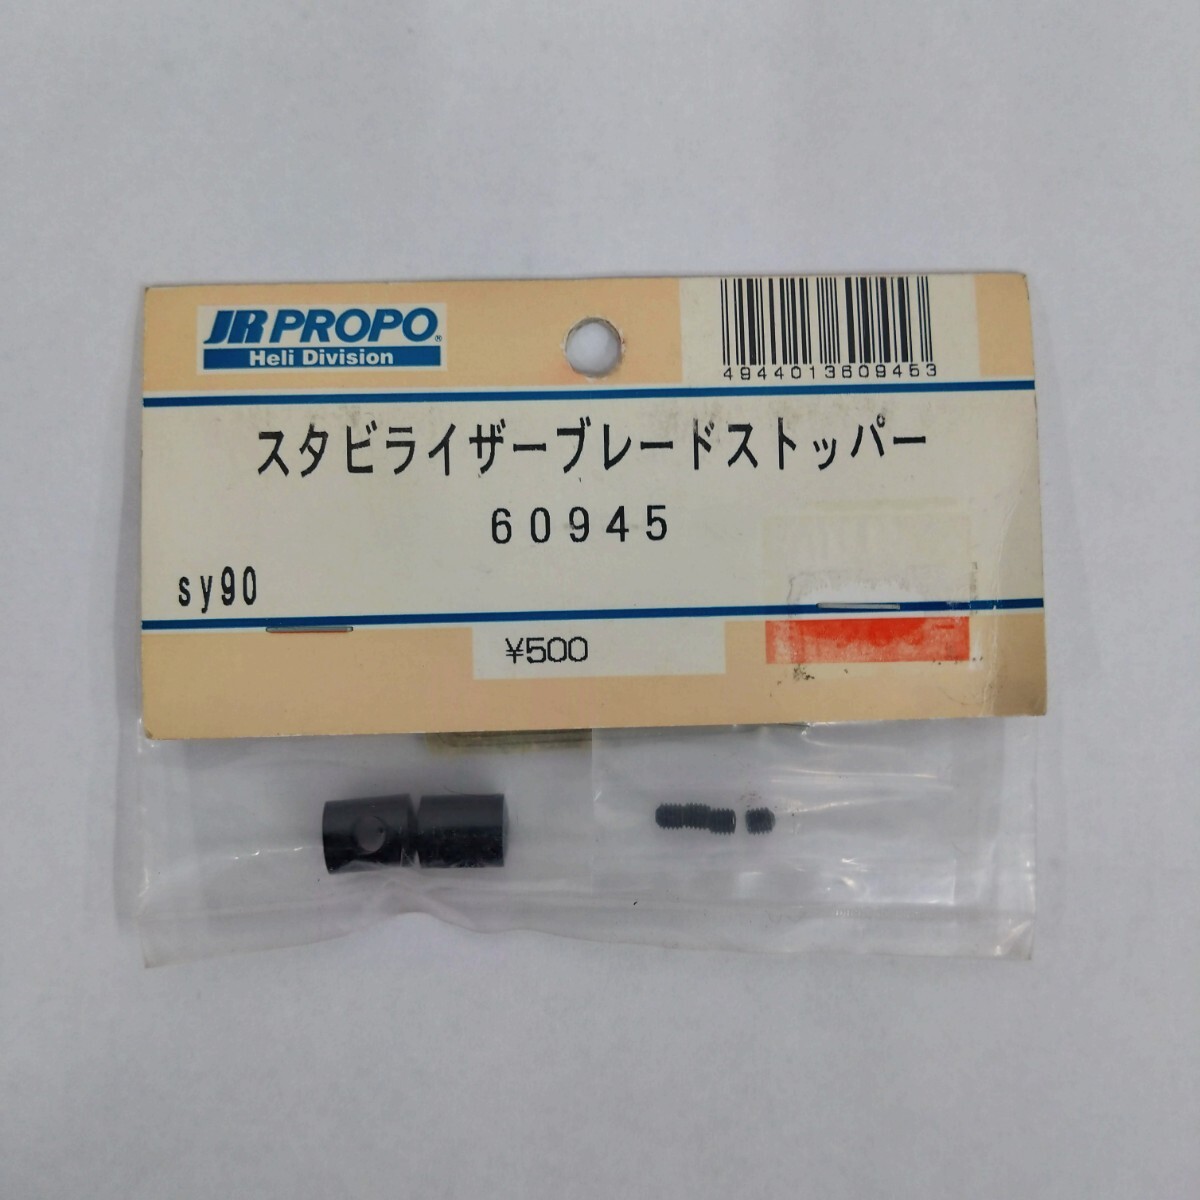 JR PROPO®
Heli Division
4944013609453
スタビライザーブレードストッパー
60945
sy90
¥500